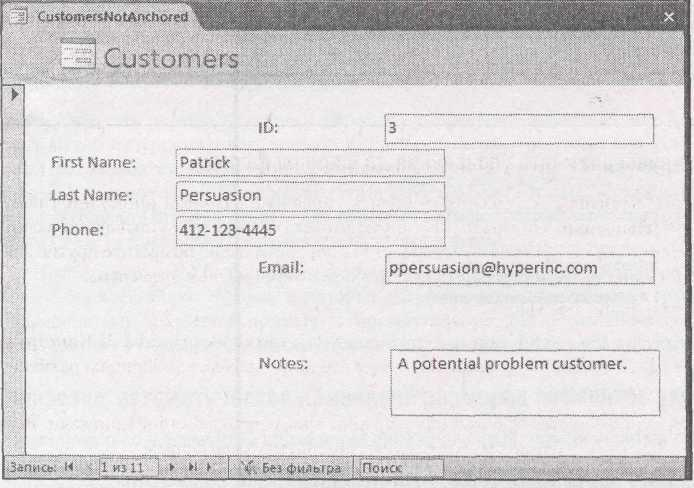 CustomersNotAnchored
Customers
ID: 3
First Name: Patrick
Last Name: Persuasion
Phone: 412-123-4445
Email: ppersuasion@hyperinc.com
Notes: A potential problem customer.
Запись: 1 из 11 Без фильтра Поиск